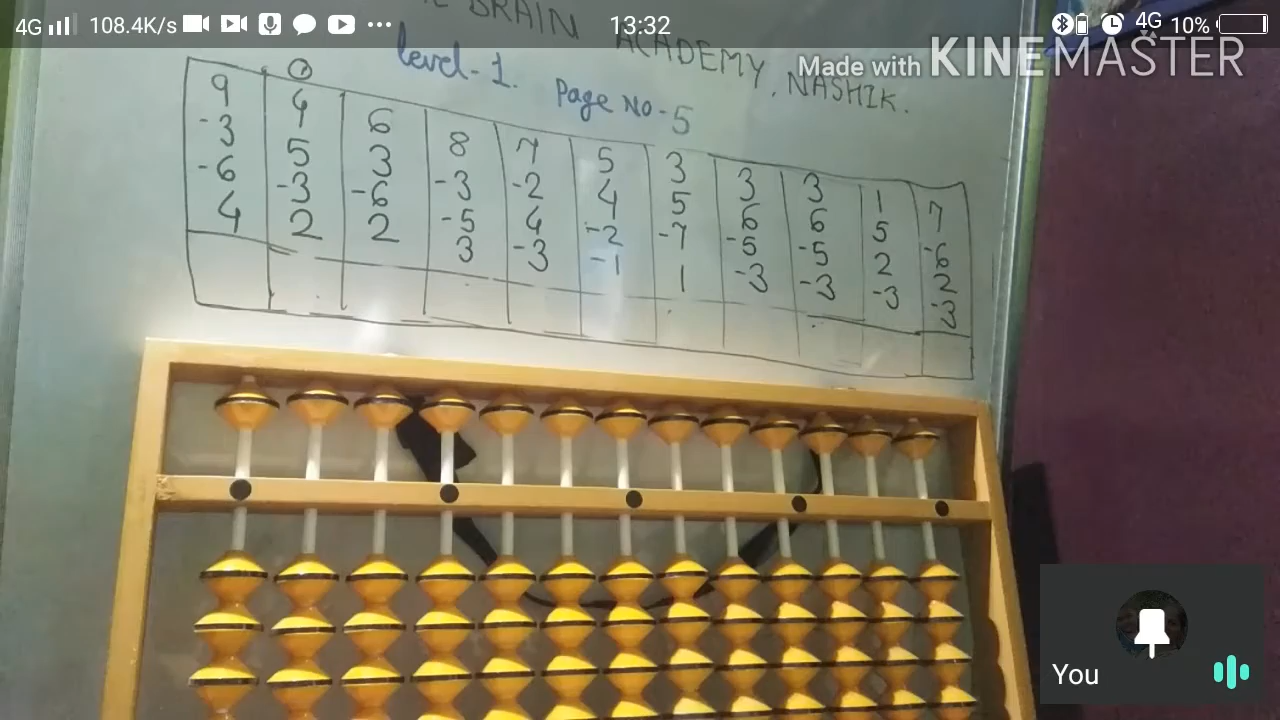 4G 108.4K/s 13:32 4G 10%
Made with KINEMASTER
BRAIN ACADEMY, NASHIK.
Level-1. Page No-5
9 4 6 8 7 5 3 3 3 1 7
-3 5 3 -3 -2 4 5 6 6 5 -6
-6 -3 -6 -5 4 -2 -7 -5 -5 2 2
4 2 2 3 -3 -1 1 -3 -3 -3 -3
You